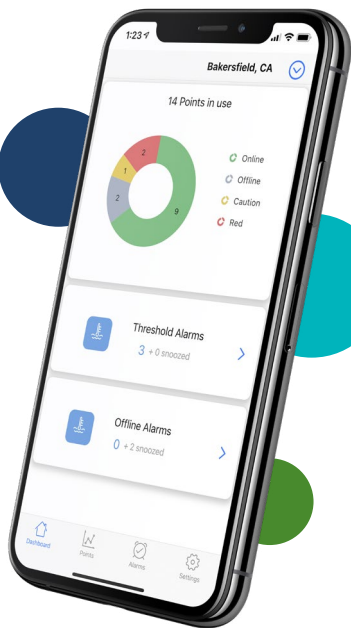 1:23
Bakersfield, CA
14 Points in use
2
1
2
9
Online
Offline
Caution
Red
Threshold Alarms
3 + 0 snoozed
Offline Alarms
0 + 2 snoozed
Dashboard
Points
Alarms
Settings